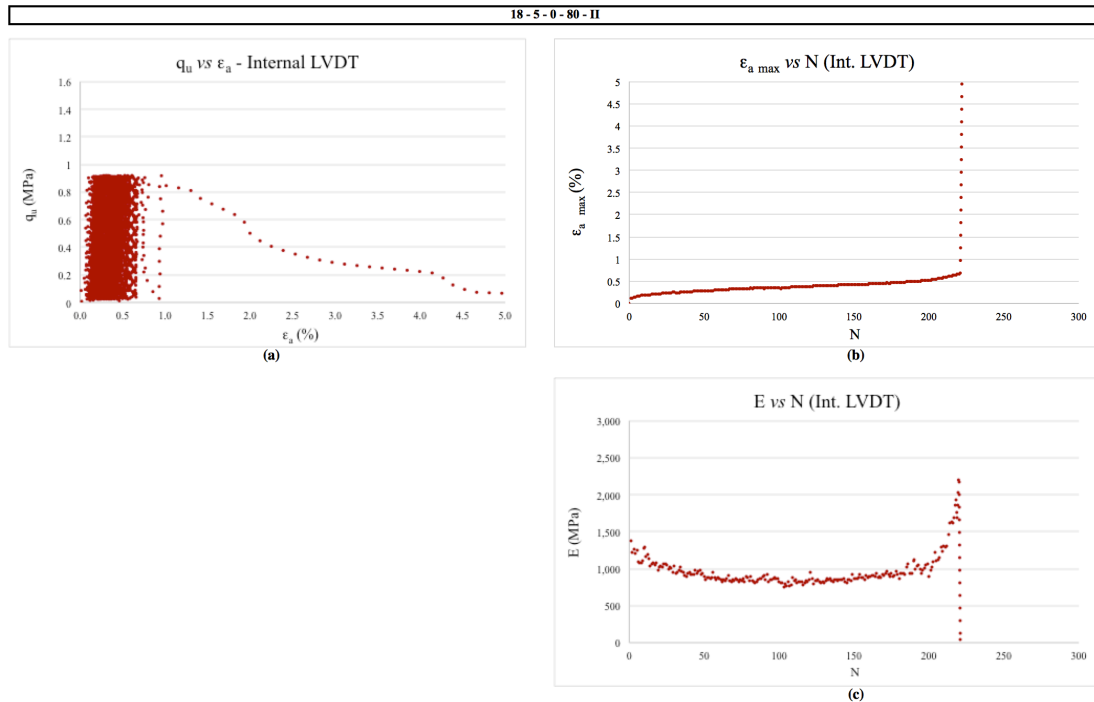 18 - 5 - 0 - 80 - II
qu vs εa - Internal LVDT
1.6
1.4
1.2
1
0.8
0.6
0.4
0.2
0
qu (MPa)
0.0 0.5 1.0 1.5 2.0 2.5 3.0 3.5 4.0 4.5 5.0
εa (%)
(a)
εa max vs N (Int. LVDT)
5
4.5
4
3.5
3
2.5
2
1.5
1
0.5
0
εa max (%)
0 50 100 150 200 250 300
N
(b)
E vs N (Int. LVDT)
3,000
2,500
2,000
1,500
1,000
500
0
E (MPa)
0 50 100 150 200 250 300
N
(c)